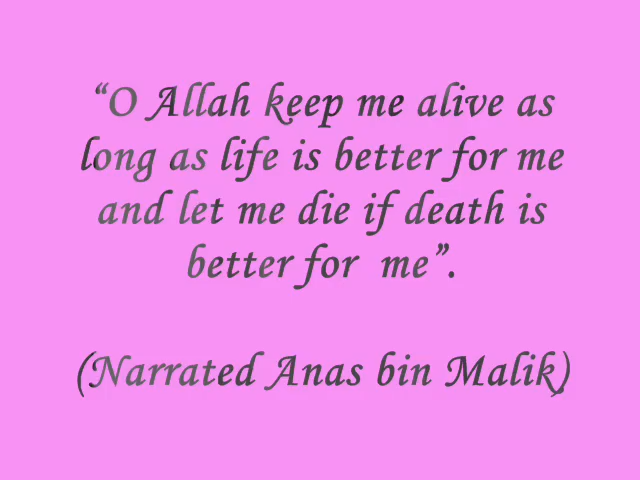 “O Allah keep me alive as
long as life is better for me
and let me die if death is
better for  me”.
(Narrated Anas bin Malik)